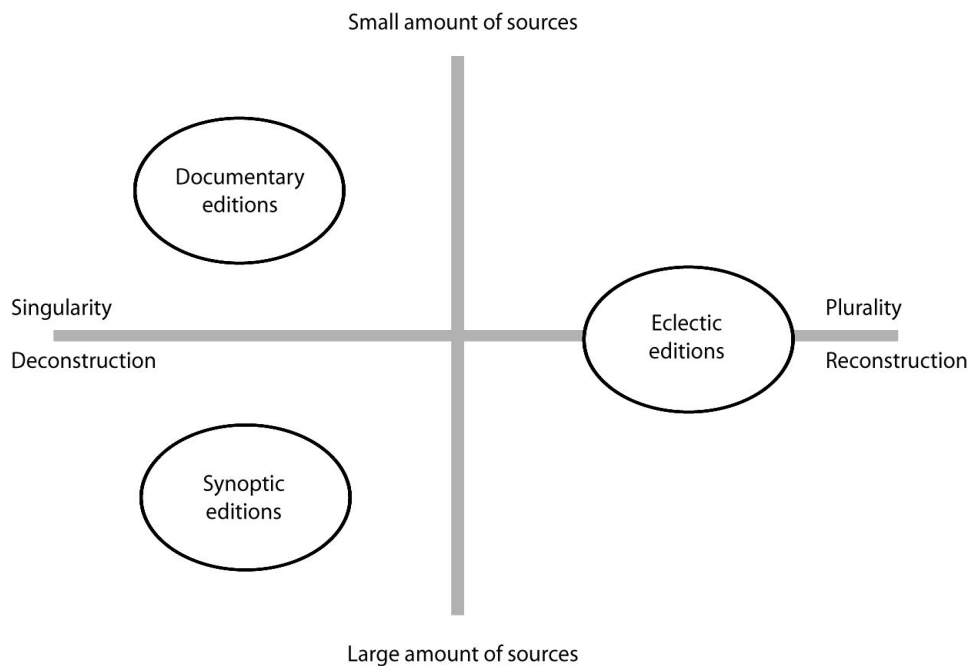 Small amount of sources
Documentary
editions
Singularity
Plurality
Eclectic
editions
Deconstruction
Reconstruction
Synoptic
editions
Large amount of sources